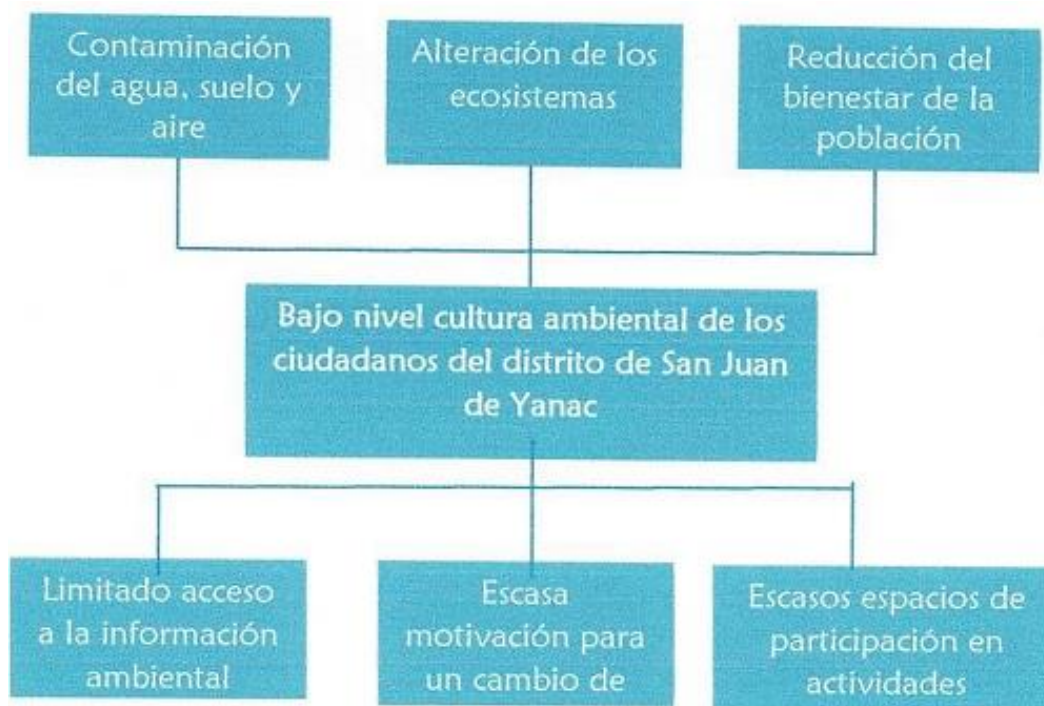 Contaminación
del agua, suelo y
aire
Alteración de los
ecosistemas
Reducción del
bienestar de la
población
Bajo nivel cultura ambiental de los
ciudadanos del distrito de San Juan
de Yanac
Limitado acceso
a la información
ambiental
Escasa
motivación para
un cambio de
Escasos espacios de
participación en
actividades